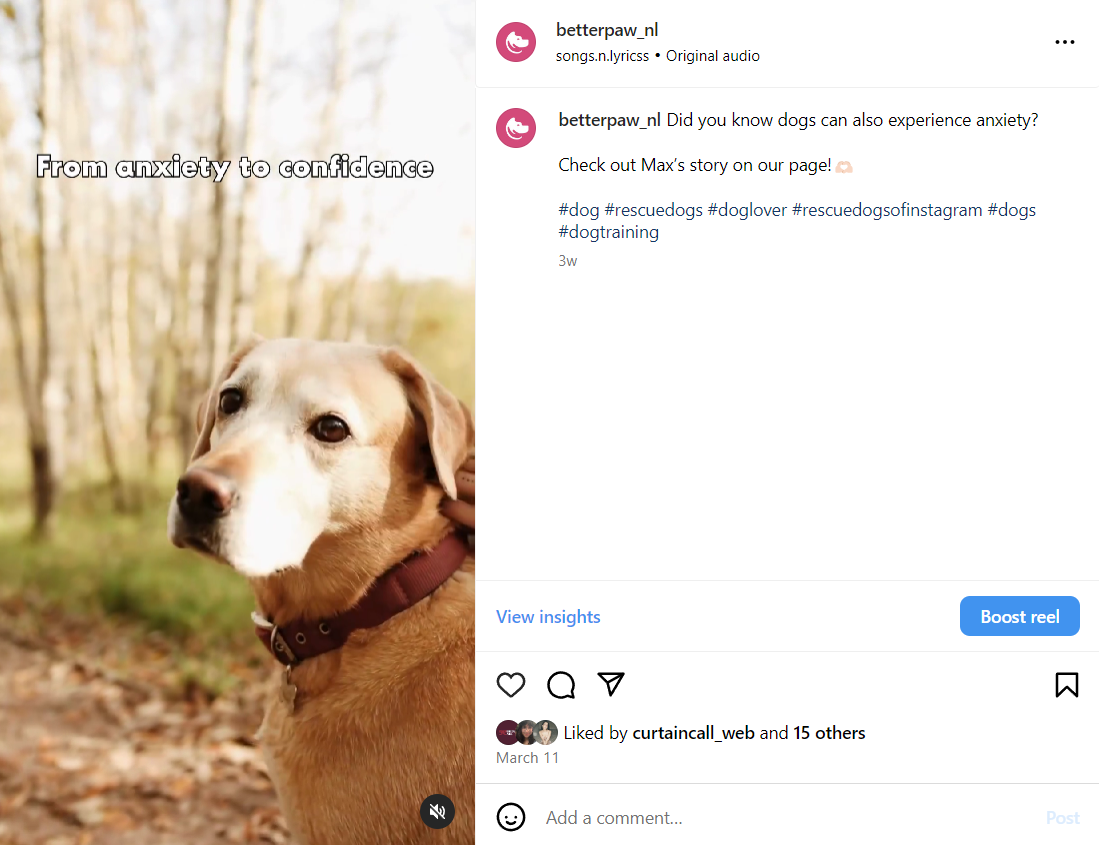 From anxiety to confidence
betterpaw_nl
songs.n.lyricss • Original audio
betterpaw_nl Did you know dogs can also experience anxiety?
Check out Max’s story on our page!🫶🏻
#dog #rescuedogs #doglover #rescuedogsofinstagram #dogs
#dogtraining
3w
View insights
Boost reel
Liked by curtaincall_web and 15 others
March 11
Add a comment...
Post